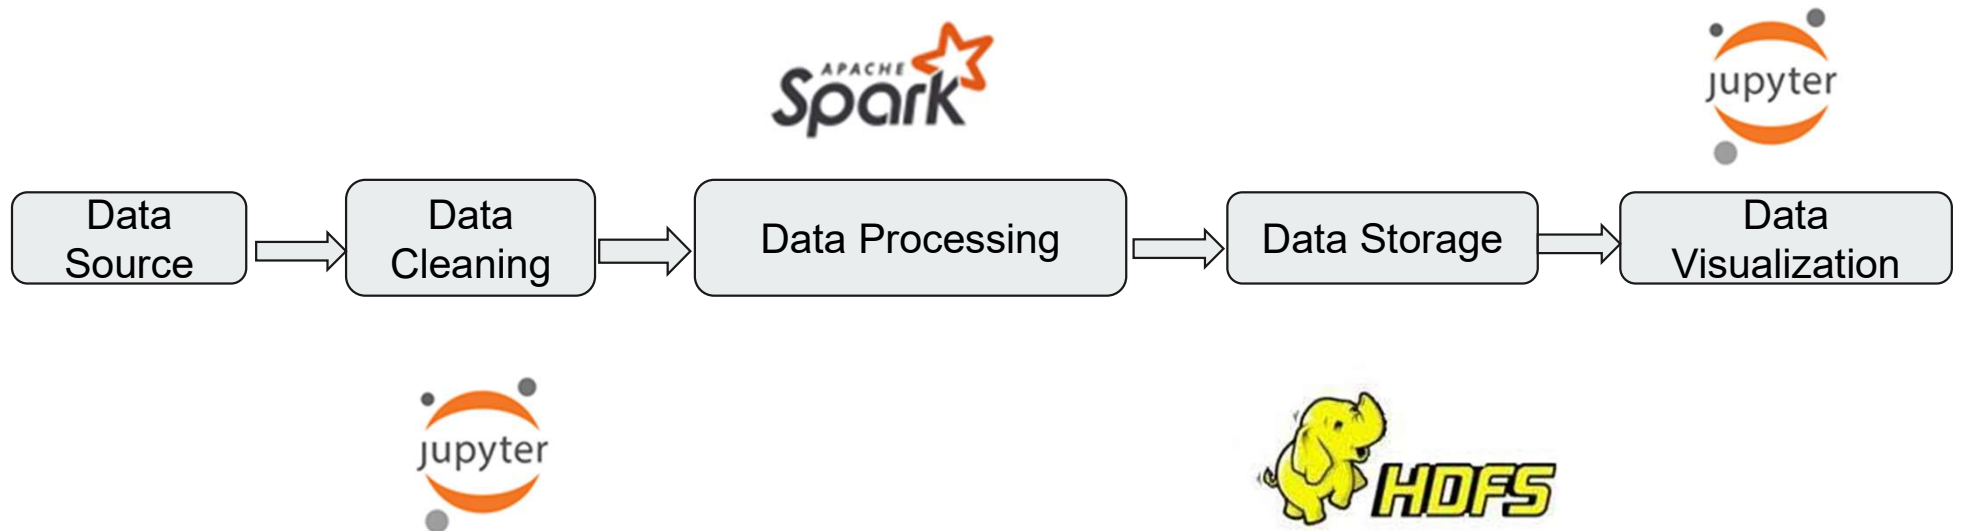 APACHE
Spark
jupyter
Data
Source
Data
Cleaning
Data Processing
Data Storage
Data
Visualization
jupyter
HDFS